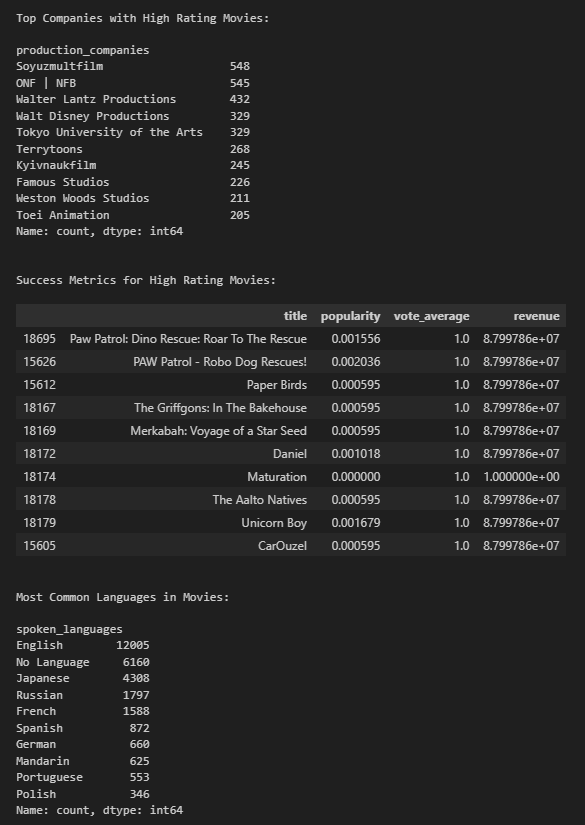 Top Companies with High Rating Movies:
production_companies
Soyuzmultfilm 548
ONF | NFB 545
Walter Lantz Productions 432
Walt Disney Productions 329
Tokyo University of the Arts 329
Terrytoons 268
Kyivnaukfilm 245
Famous Studios 226
Weston Woods Studios 211
Toei Animation 205
Name: count, dtype: int64
Success Metrics for High Rating Movies:
title popularity vote_average revenue
18695 Paw Patrol: Dino Rescue: Roar To The Rescue 0.001556 1.0 8.799786e+07
15626 PAW Patrol - Robo Dog Rescues! 0.002036 1.0 8.799786e+07
15612 Paper Birds 0.000595 1.0 8.799786e+07
18167 The Griffgons: In The Bakehouse 0.000595 1.0 8.799786e+07
18169 Merkabah: Voyage of a Star Seed 0.000595 1.0 8.799786e+07
18172 Daniel 0.001018 1.0 8.799786e+07
18174 Maturation 0.000000 1.0 1.000000e+00
18178 The Aalto Natives 0.000595 1.0 8.799786e+07
18179 Unicorn Boy 0.001679 1.0 8.799786e+07
15605 CarOuzel 0.000595 1.0 8.799786e+07
Most Common Languages in Movies:
spoken_languages
English 12005
No Language 6160
Japanese 4308
Russian 1797
French 1588
Spanish 872
German 660
Mandarin 625
Portuguese 553
Polish 346
Name: count, dtype: int64